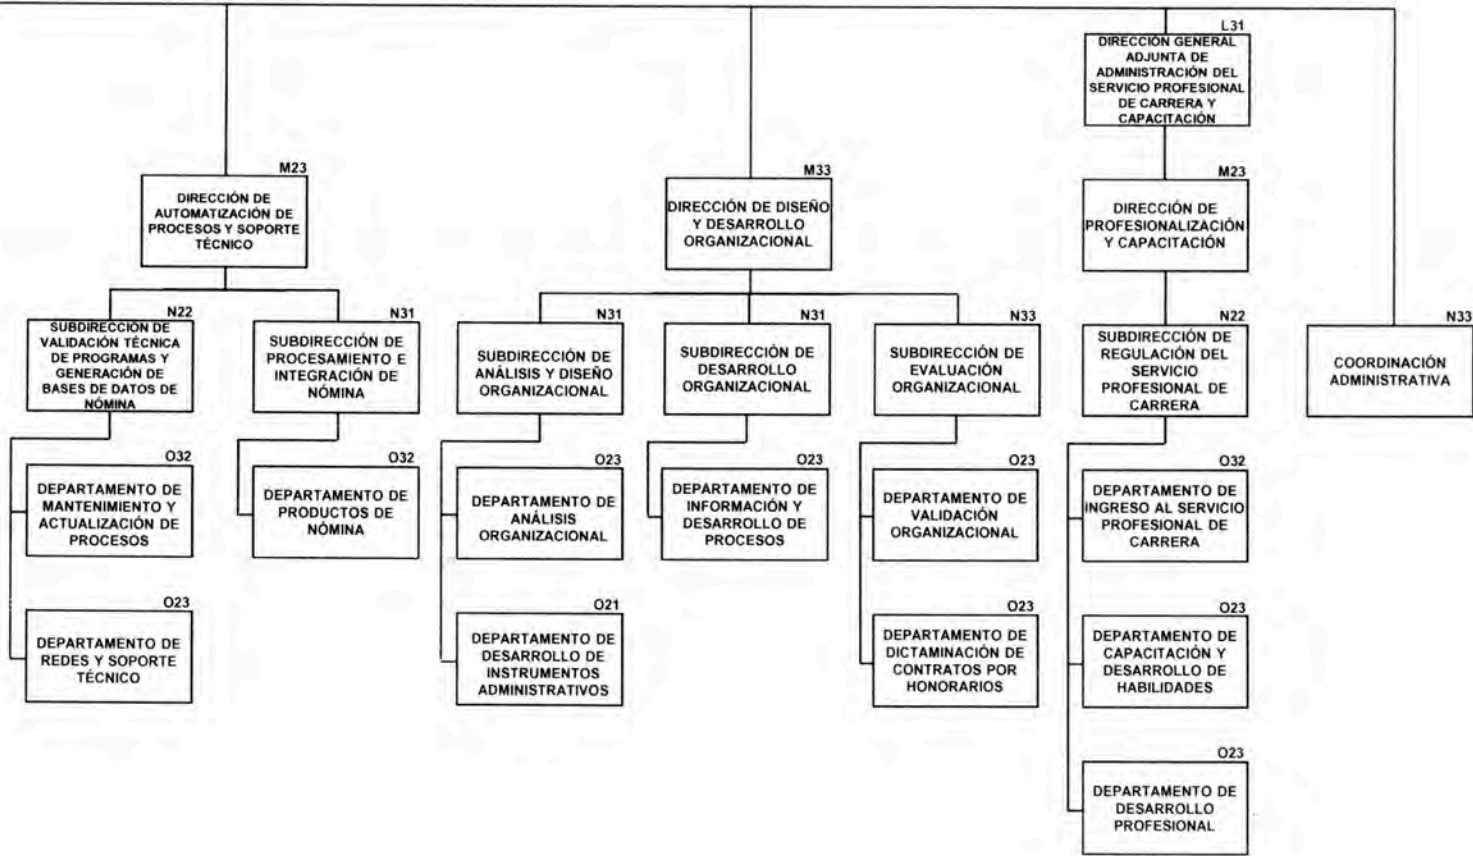 L31
DIRECCIÓN GENERAL
ADJUNTA DE
ADMINISTRACIÓN DEL
SERVICIO PROFESIONAL
DE CARRERA Y
CAPACITACIÓN
M23
DIRECCIÓN DE
AUTOMATIZACIÓN DE
PROCESOS Y SOPORTE
TÉCNICO
M33
DIRECCIÓN DE DISEÑO
Y DESARROLLO
ORGANIZACIONAL
M23
DIRECCIÓN DE
PROFESIONALIZACIÓN
Y CAPACITACIÓN
N22
SUBDIRECCIÓN DE
VALIDACIÓN TÉCNICA
DE PROGRAMAS Y
GENERACIÓN DE
BASES DE DATOS DE
NÓMINA
N31
SUBDIRECCIÓN DE
PROCESAMIENTO E
INTEGRACIÓN DE
NÓMINA
N31
SUBDIRECCIÓN DE
ANÁLISIS Y DISEÑO
ORGANIZACIONAL
N31
SUBDIRECCIÓN DE
DESARROLLO
ORGANIZACIONAL
N33
SUBDIRECCIÓN DE
EVALUACIÓN
ORGANIZACIONAL
N22
SUBDIRECCIÓN DE
REGULACIÓN DEL
SERVICIO
PROFESIONAL DE
CARRERA
N33
COORDINACIÓN
ADMINISTRATIVA
O32
DEPARTAMENTO DE
MANTENIMIENTO Y
ACTUALIZACIÓN DE
PROCESOS
O32
DEPARTAMENTO DE
PRODUCTOS DE
NÓMINA
O23
DEPARTAMENTO DE
ANÁLISIS
ORGANIZACIONAL
O23
DEPARTAMENTO DE
INFORMACIÓN Y
DESARROLLO DE
PROCESOS
O23
DEPARTAMENTO DE
VALIDACIÓN
ORGANIZACIONAL
O32
DEPARTAMENTO DE
INGRESO AL SERVICIO
PROFESIONAL DE
CARRERA
O23
DEPARTAMENTO DE
REDES Y SOPORTE
TÉCNICO
O21
DEPARTAMENTO DE
DESARROLLO DE
INSTRUMENTOS
ADMINISTRATIVOS
O23
DEPARTAMENTO DE
DICTAMINACIÓN DE
CONTRATOS POR
HONORARIOS
O23
DEPARTAMENTO DE
CAPACITACIÓN Y
DESARROLLO DE
HABILIDADES
O23
DEPARTAMENTO DE
DESARROLLO
PROFESIONAL